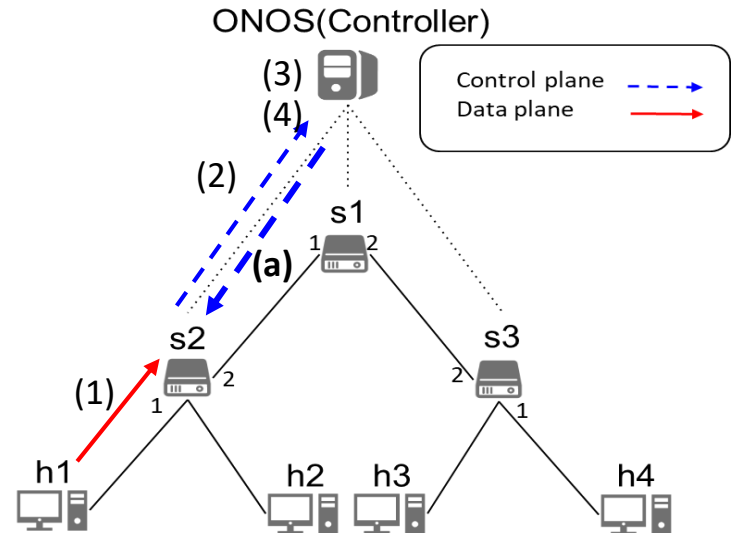 ONOS(Controller)
(3)
(4)
Control plane
Data plane
(2)
s1
1 2
(a)
s2
s3
(1)
2
2
1
1
h1
h2
h3
h4